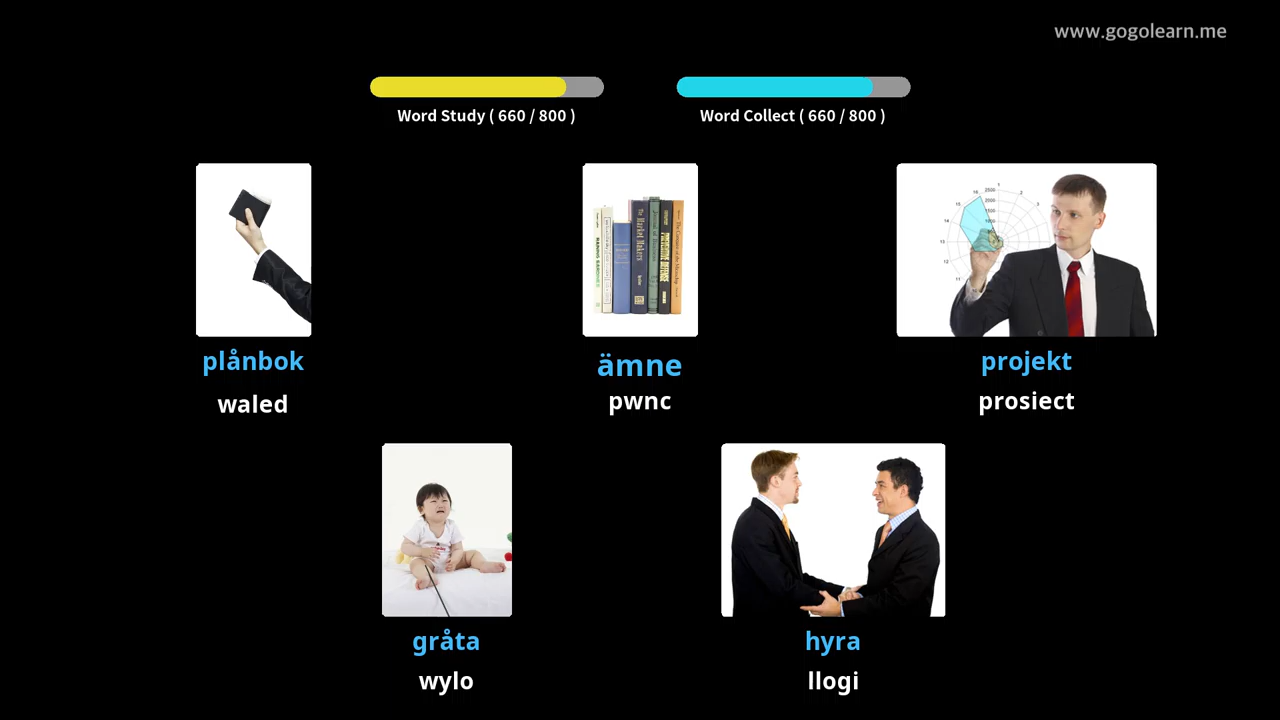 www.gogolearn.me
Word Study ( 660 / 800 )
Word Collect ( 660 / 800 )
plånbok
ämne
projekt
waled
pwnc
prosiect
gråta
hyra
wylo
llogi